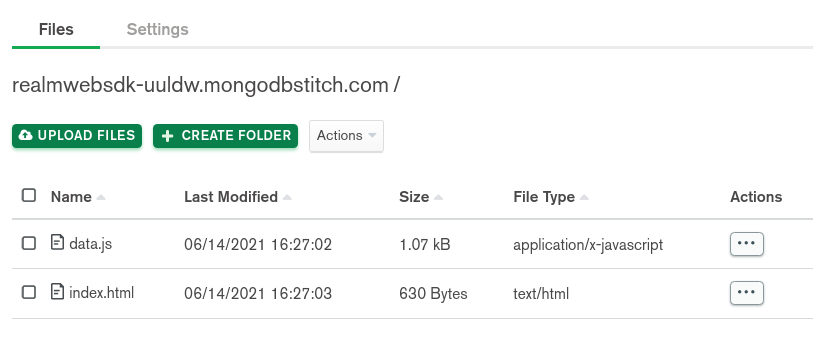 Files Settings
realmwebsdk-uuldw.mongodbstitch.com /
UPLOAD FILES CREATE FOLDER Actions
Name Last Modified Size File Type Actions
data.js 06/14/2021 16:27:02 1.07 kB application/x-javascript
index.html 06/14/2021 16:27:03 630 Bytes text/html